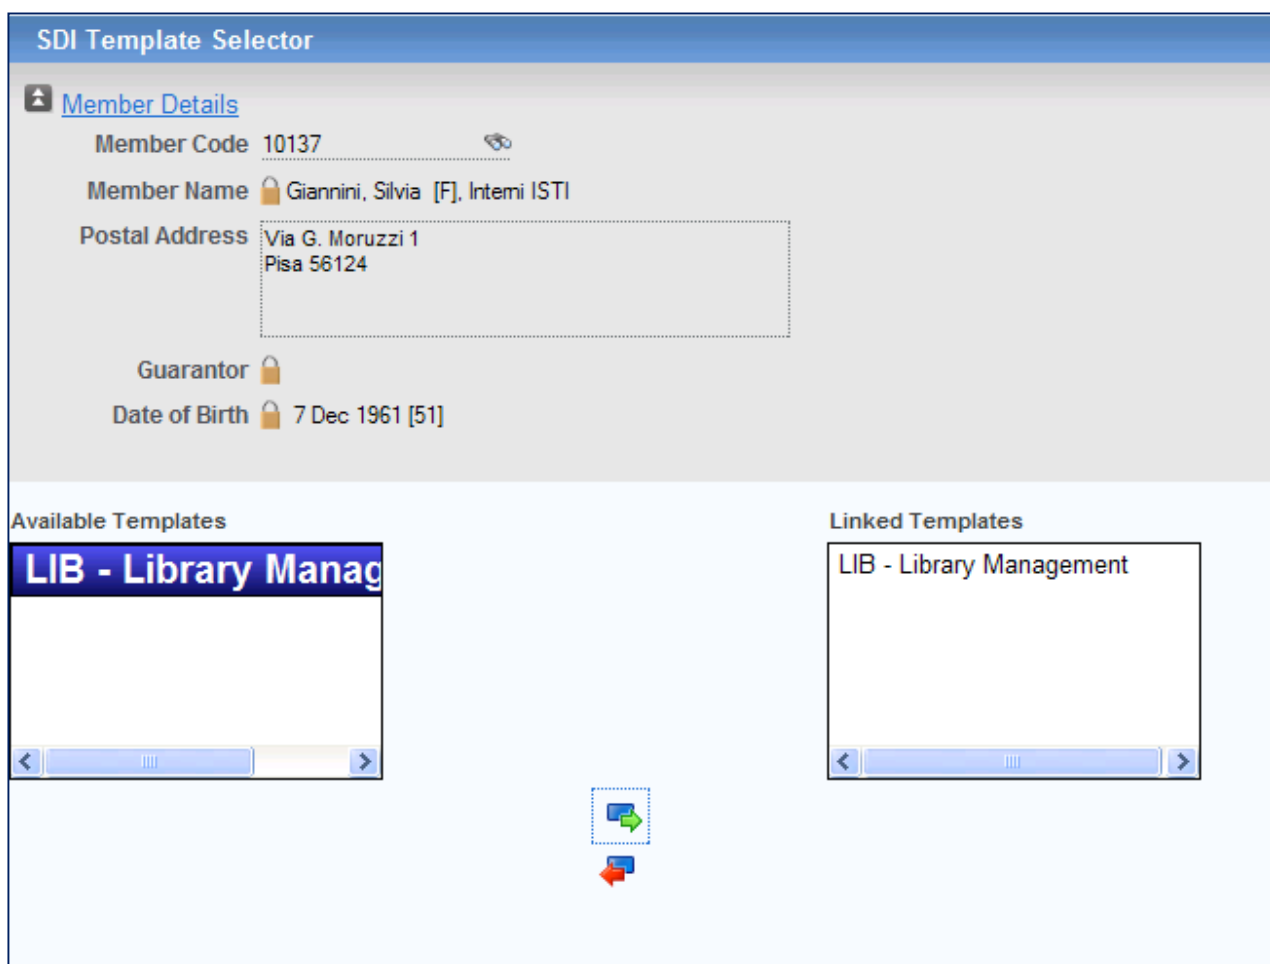 SDI Template Selector
Member Details
Member Code 10137
Member Name Giannini, Silvia [F], Interni ISTI
Postal Address Via G. Moruzzi 1
Pisa 56124
Guarantor
Date of Birth 7 Dec 1961 [51]
Available Templates
LIB - Library Manag
Linked Templates
LIB - Library Management